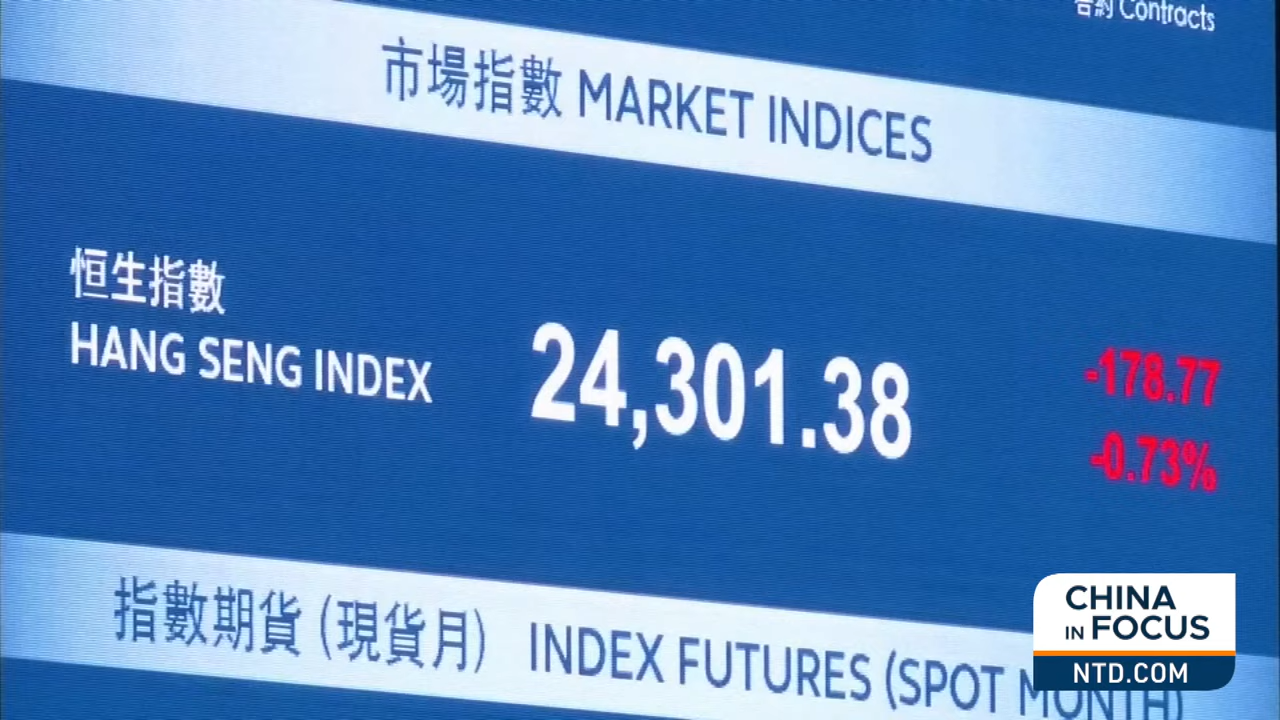 合約 Contracts
市場指數 MARKET INDICES
恒生指數
HANG SENG INDEX
24,301.38
-178.77
-0.73%
指數期貨 (現貨月) INDEX FUTURES (SPOT MONTH)
CHINA
IN FOCUS
NTD.COM